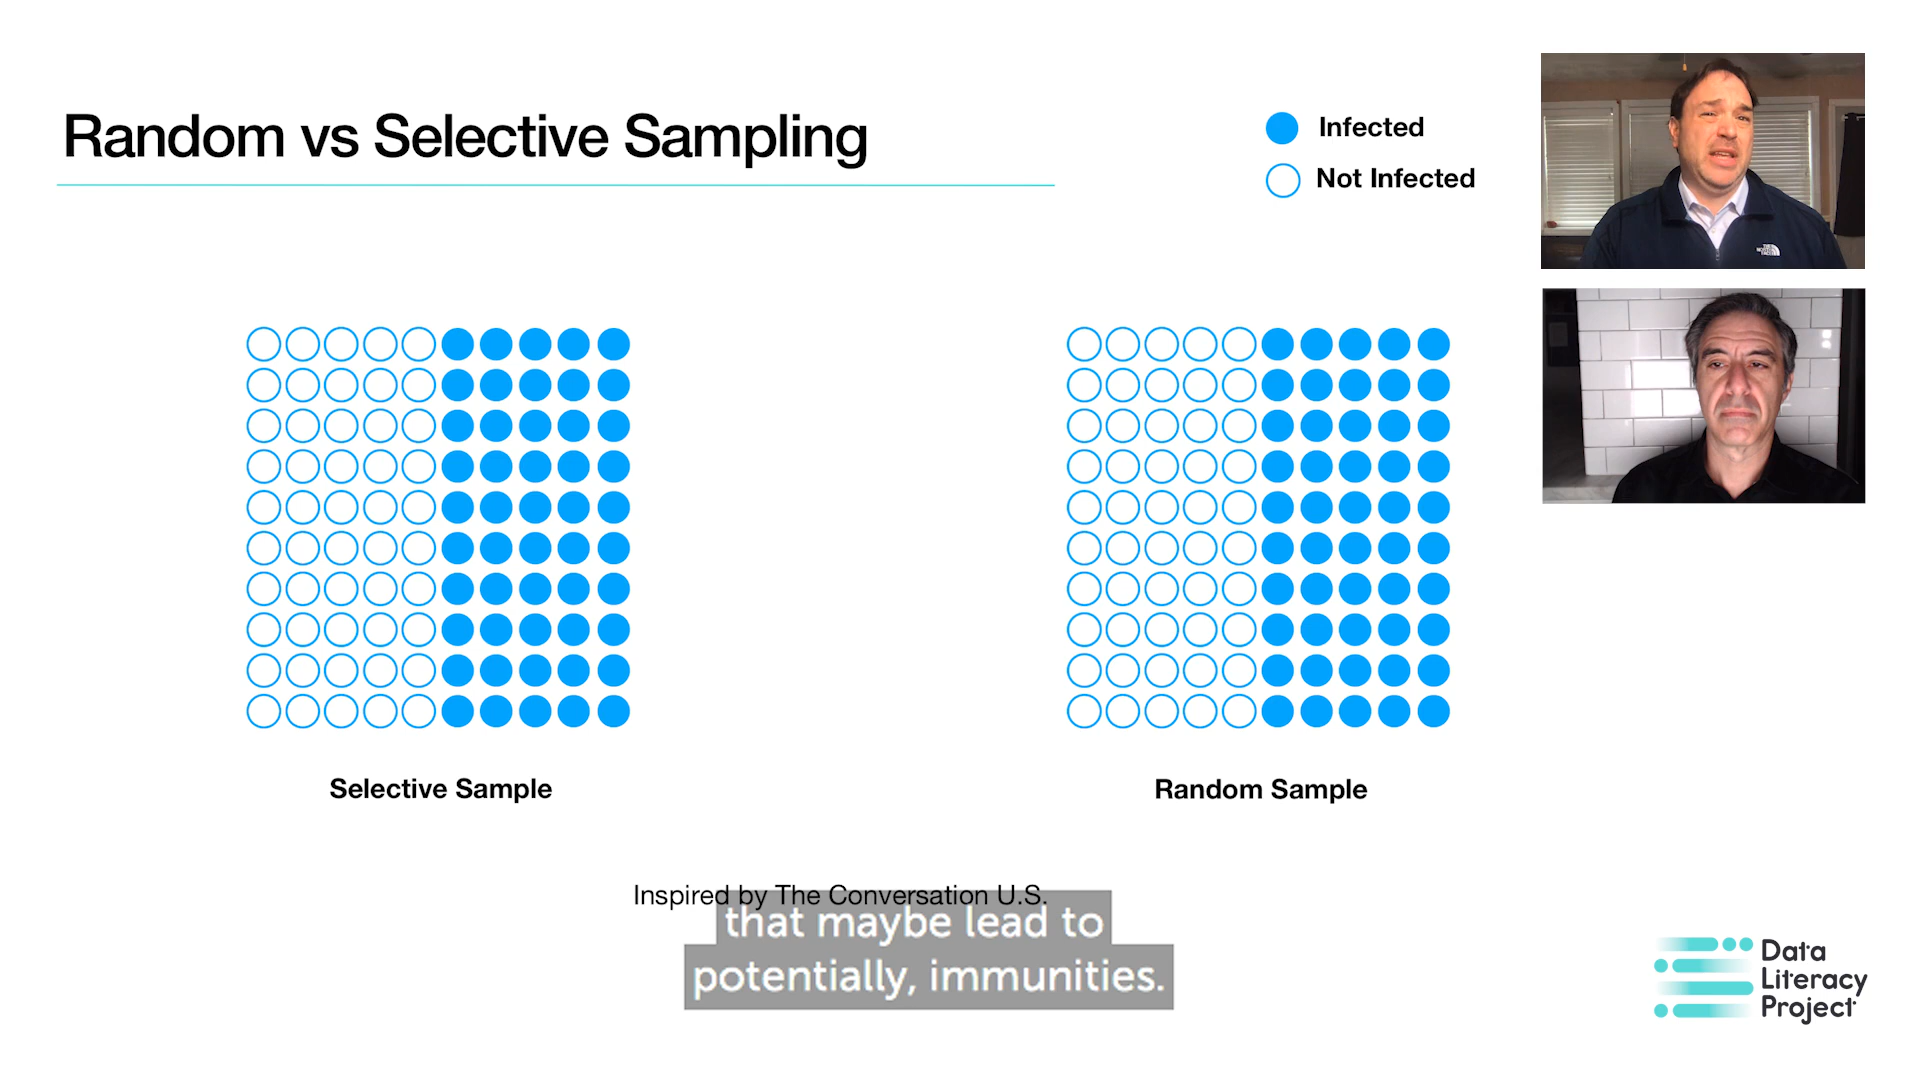 Random vs Selective Sampling
Infected
Not Infected
Selective Sample
Random Sample
Inspired by The Conversation U.S.
that maybe lead to
potentially, immunities.
Data
Literacy
Project